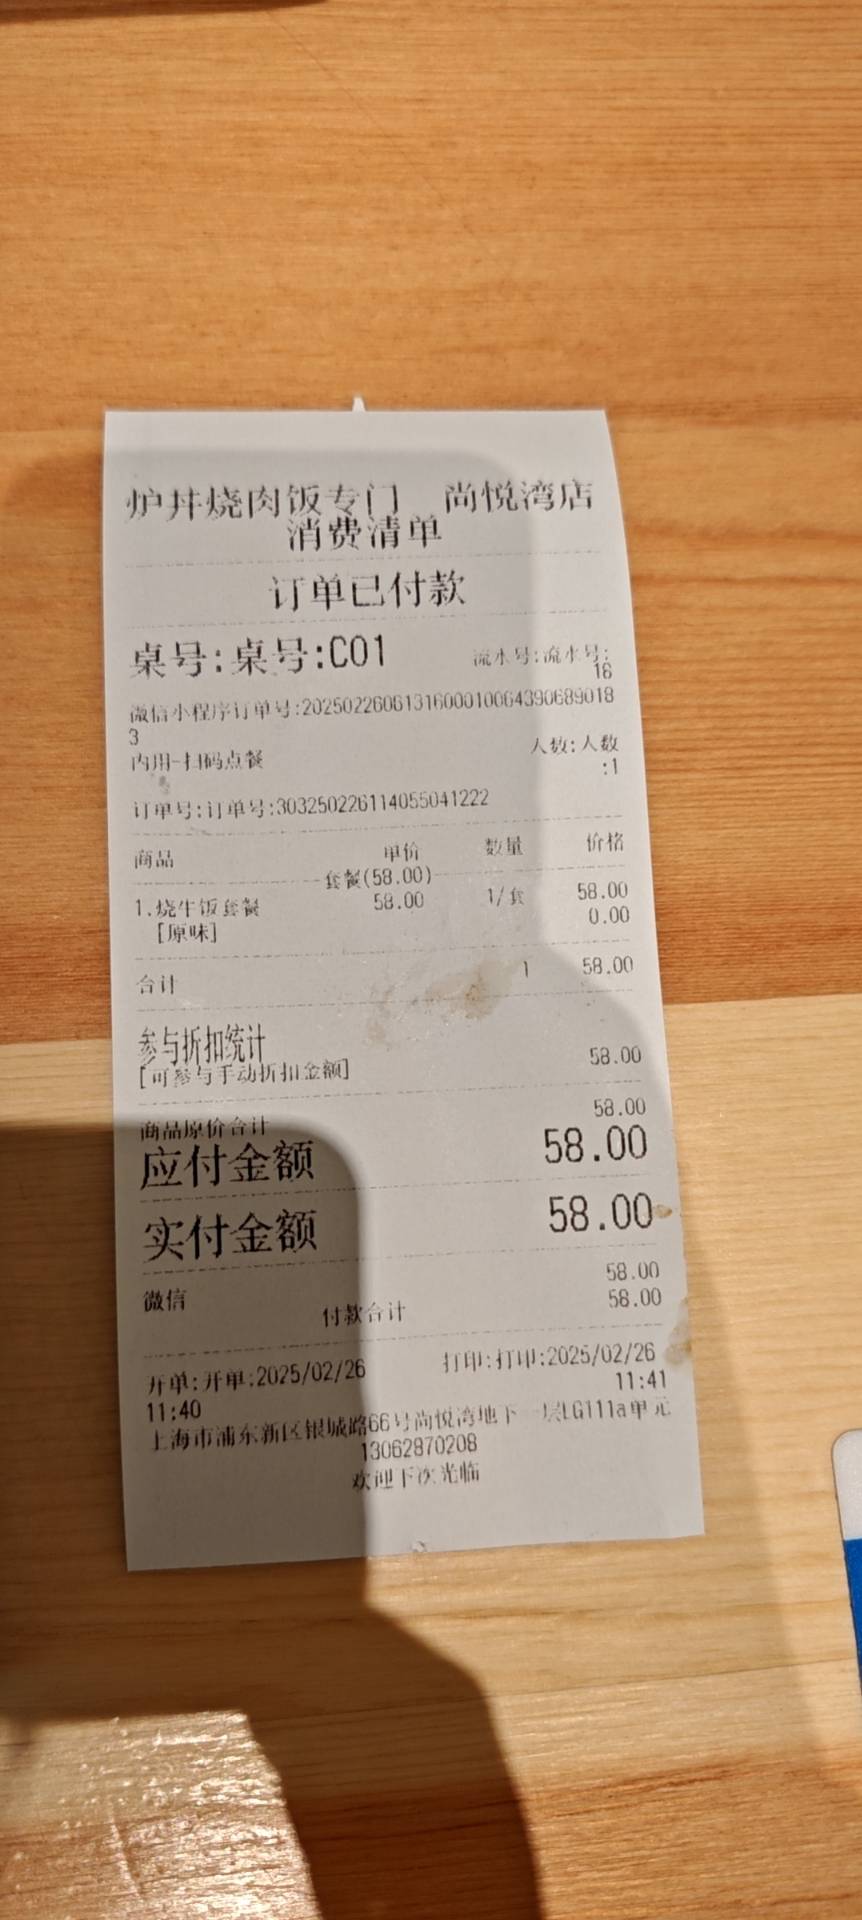 炉丼烧肉饭专门 尚悦湾店
消费清单
订单已付款
桌号:桌号:C01 流水号:流水号:
16
微信小程序订单号:2025022606131600010064390689018
3
内用-扫码点餐 人数:人数
:1
订单号:订单号:303250226114055041222
商品 单价 数量 价格
套餐(58.00)
1.烧牛饭套餐 58.00 1/套 58.00
[原味] 0.00
合计 1 58.00
参与折扣统计
[可参与手动折扣金额] 58.00
商品原价合计 58.00
应付金额 58.00
实付金额 58.00
微信 58.00
付款合计 58.00
开单:开单:2025/02/26 打印:打印:2025/02/26
11:40 11:41
上海市浦东新区银城路66号尚悦湾地下一层LG111a单元
13062870208
欢迎下次光临